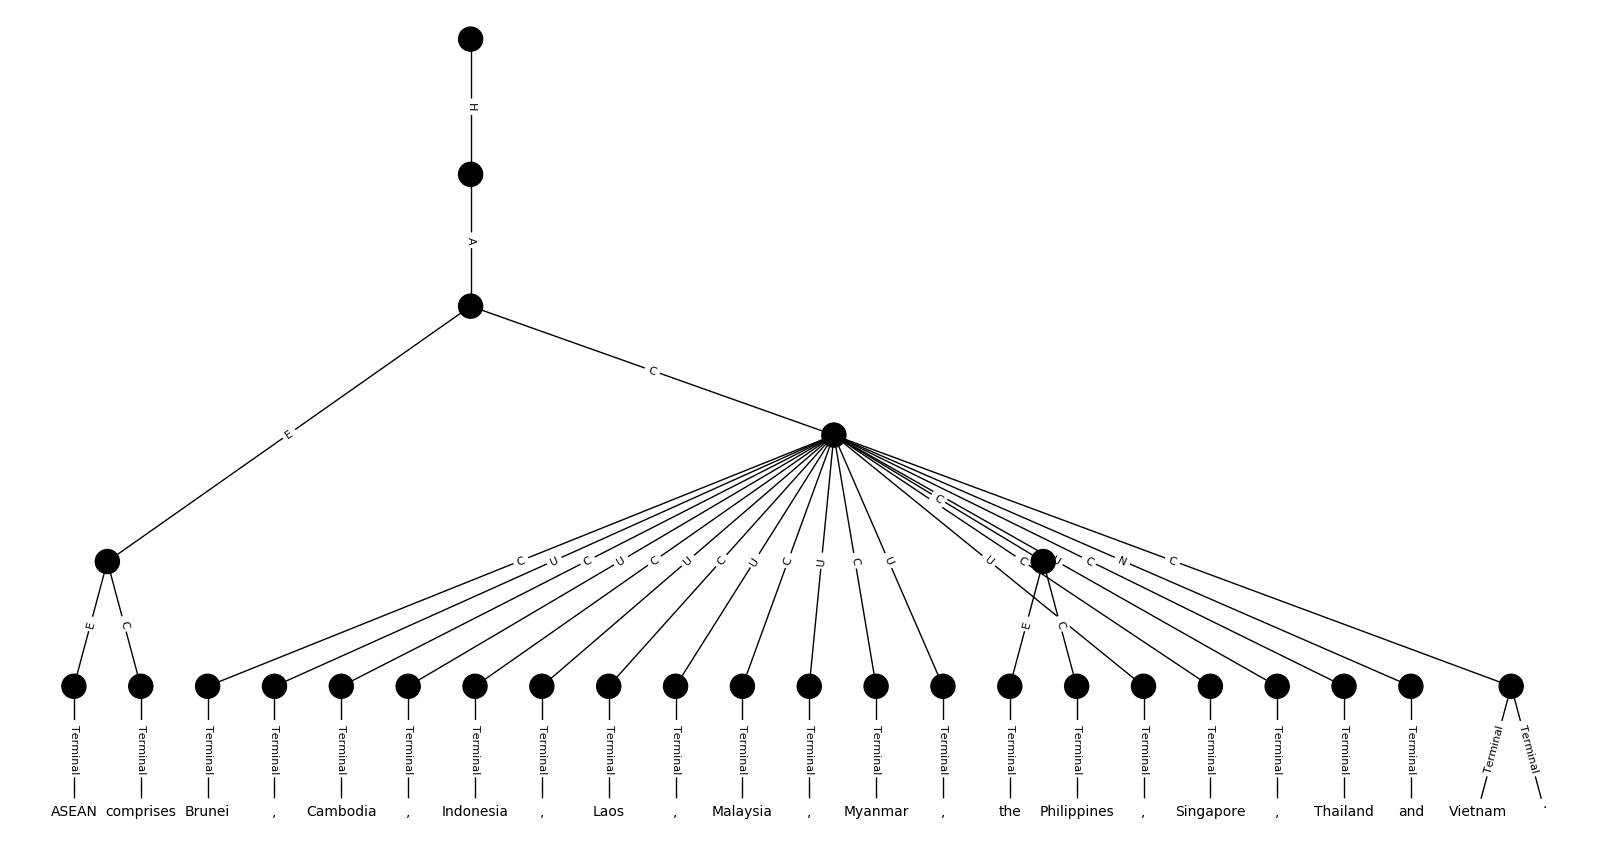 H
A
C
E
C
C U C U C U C U C U C U U C U C N C
E C E C
Terminal Terminal Terminal Terminal Terminal Terminal Terminal Terminal Terminal Terminal Terminal Terminal Terminal Terminal Terminal Terminal Terminal Terminal Terminal Terminal Terminal Terminal Terminal
ASEAN comprises Brunei , Cambodia , Indonesia , Laos , Malaysia , Myanmar , the Philippines , Singapore , Thailand and Vietnam .